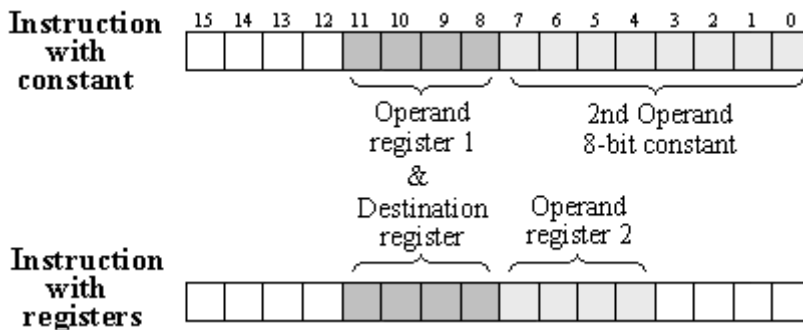 Instruction with constant
15 14 13 12 11 10 9 8 7 6 5 4 3 2 1 0
Operand
register 1
&
Destination
register
2nd Operand
8-bit constant
Operand
register 2
Instruction
with
registers